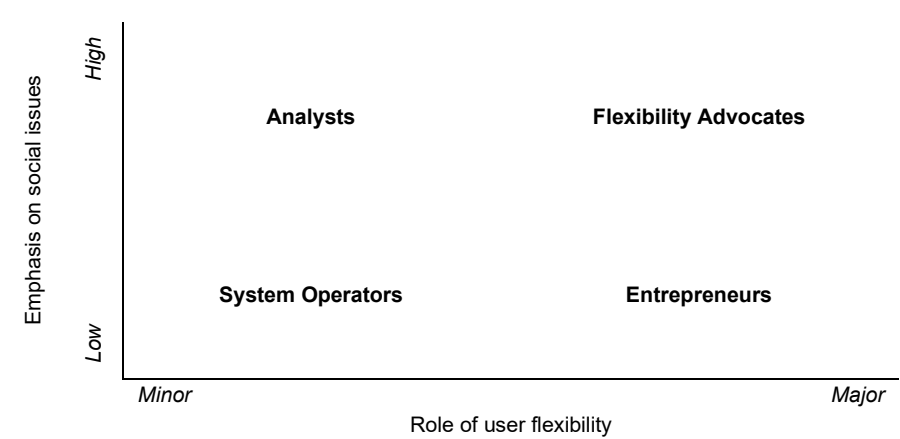 High
Analysts
Flexibility Advocates
Emphasis on social issues
System Operators
Entrepreneurs
Low
Minor
Major
Role of user flexibility